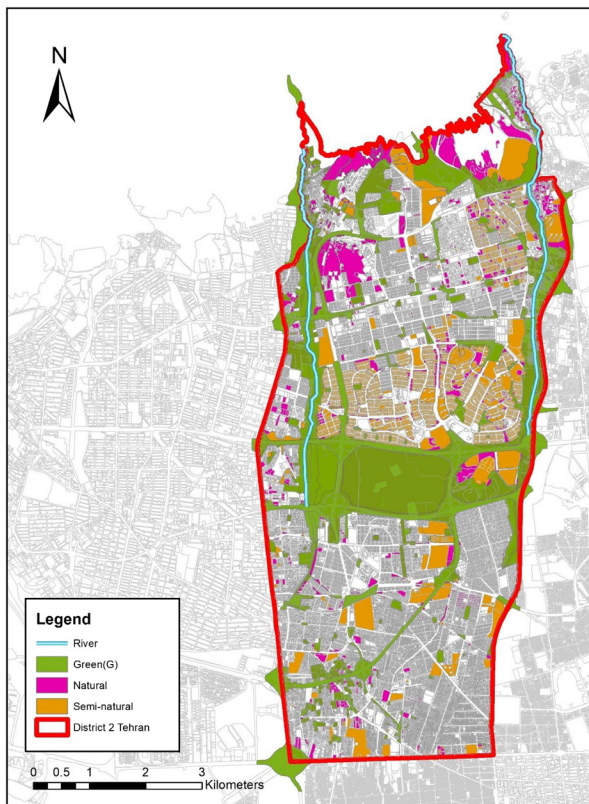 N
Legend
River
Green(G)
Natural
Semi-natural
District 2 Tehran
0 0.5 1 2 3
Kilometers